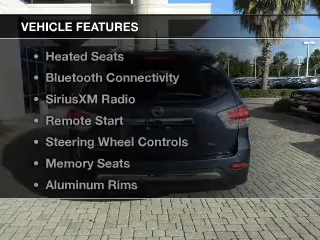 VEHICLE FEATURES
• Heated Seats
• Bluetooth Connectivity
• SiriusXM Radio
• Remote Start
• Steering Wheel Controls
• Memory Seats
• Aluminum Rims